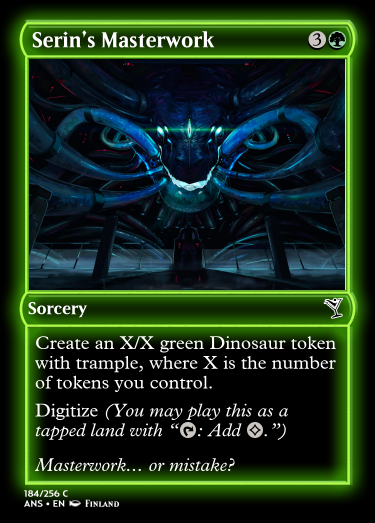 Serin's Masterwork 3
Sorcery
Create an X/X green Dinosaur token
with trample, where X is the number
of tokens you control.
Digitize (You may play this as a
tapped land with “: Add .”)
Masterwork... or mistake?
184/256 C
ANS • EN Finland